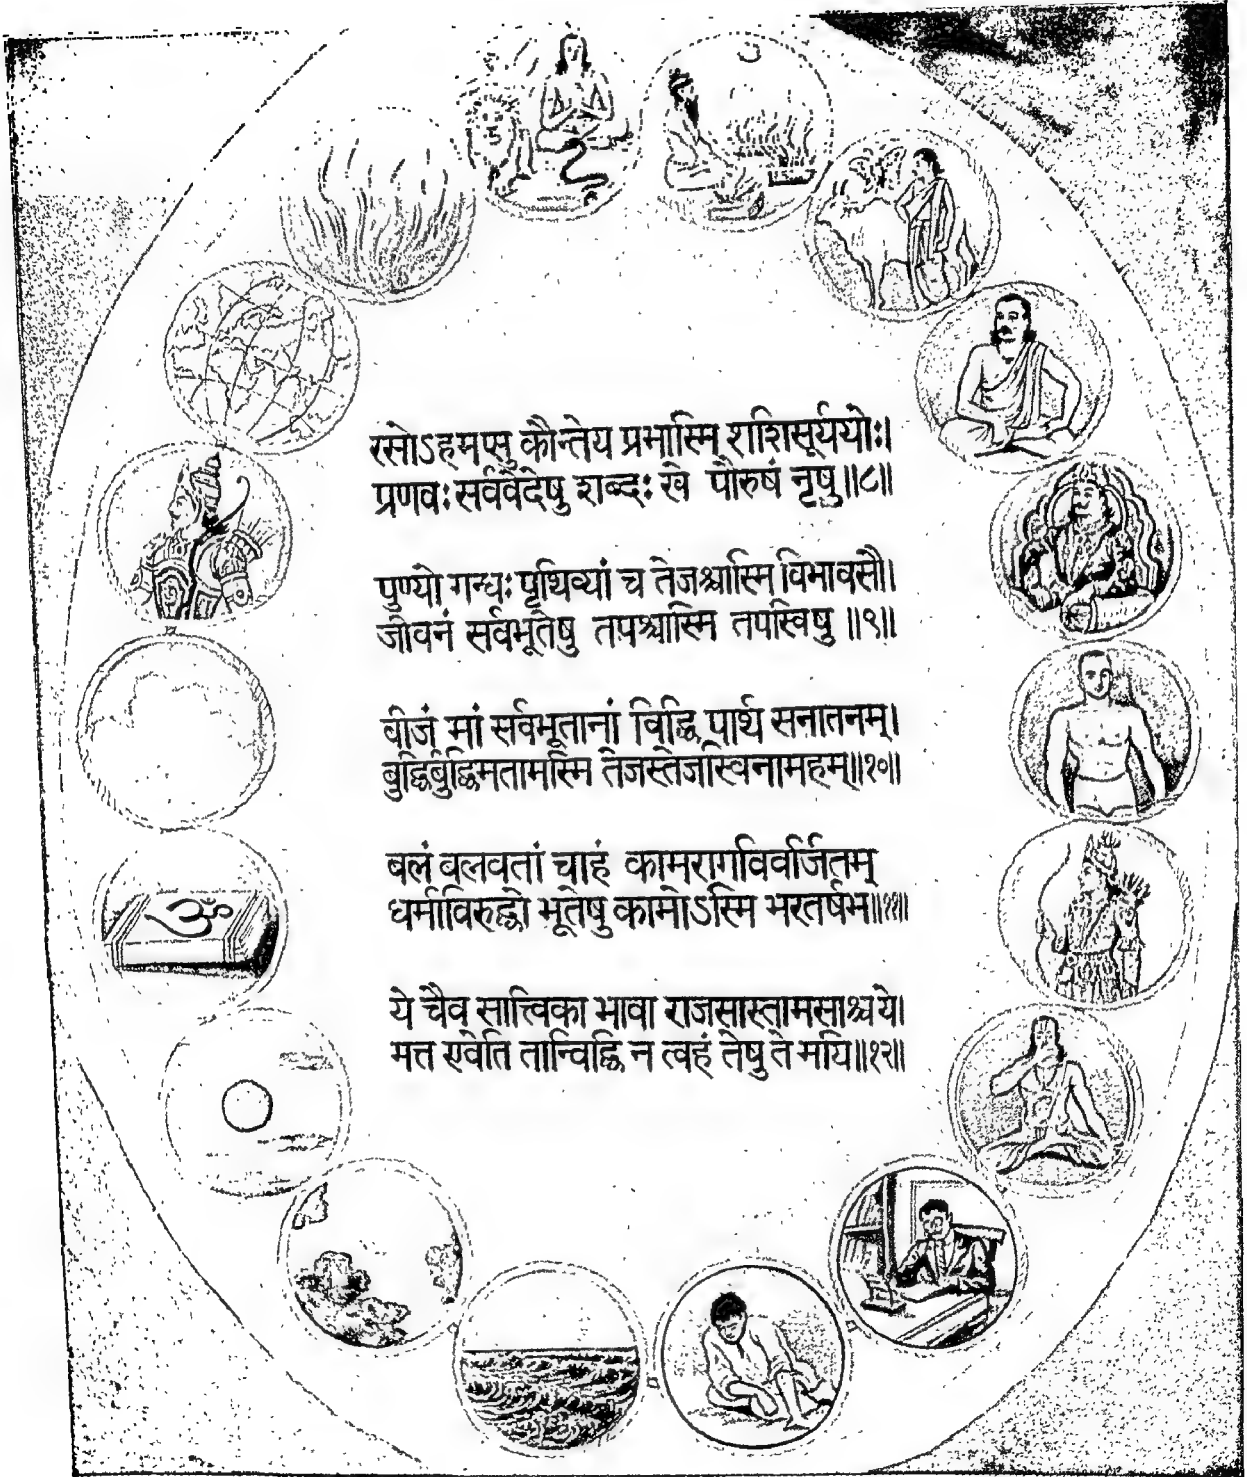 रसोऽहमप्सु कौन्तेय प्रभास्मि शशिसूर्ययोः।
प्रणवः सर्ववेदेषु शब्दः खे पौरुषं नृषु॥८॥
पुण्यो गन्धः पृथिव्यां च तेजश्चास्मि विभावसौ।
जीवनं सर्वभूतेषु तपश्चास्मि तपस्विषु॥९॥
बीजं मां सर्वभूतानां विद्धि पार्थ सनातनम्।
बुद्धिर्बुद्धिमतामस्मि तेजस्तेजस्विनामहम्॥१०॥
बलं बलवतां चाहं कामरागविवर्जितम्
धर्माविरुद्धो भूतेषु कामोऽस्मि भरतर्षभ॥११॥
ये चैव सात्त्विका भावा राजसास्तामसाश्च ये।
मत्त एवेति तान्विद्धि न त्वहं तेषु ते मयि॥१२॥
ॐ